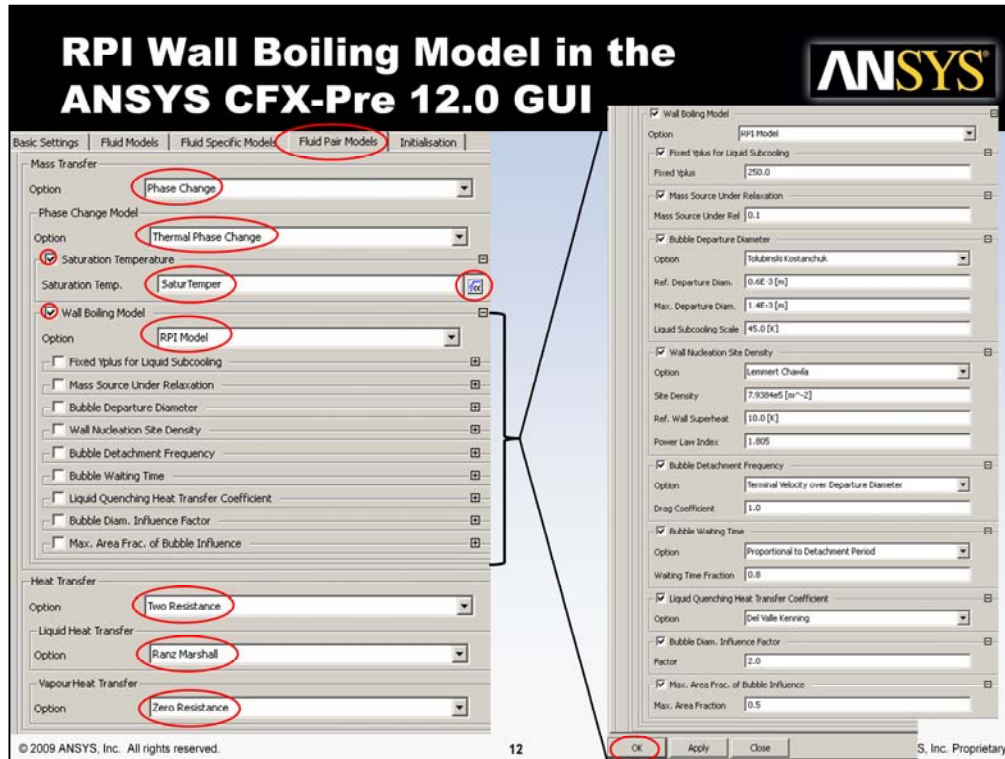 RPI Wall Boiling Model in the
ANSYS CFX-Pre 12.0 GUI
ANSYS
Basic Settings Fluid Models Fluid Specific Models Fluid Pair Models Initialisation
Mass Transfer
Option Phase Change
Phase Change Model
Option Thermal Phase Change
Saturation Temperature
Saturation Temp. SaturTemper
Wall Boiling Model
Option RPI Model
Fixed Yplus for Liquid Subcooling
Mass Source Under Relaxation
Bubble Departure Diameter
Wall Nucleation Site Density
Bubble Detachment Frequency
Bubble Waiting Time
Liquid Quenching Heat Transfer Coefficient
Bubble Diam. Influence Factor
Max. Area Frac. of Bubble Influence
Heat Transfer
Option Two Resistance
Liquid Heat Transfer
Option Ranz Marshall
VapourHeat Transfer
Option Zero Resistance
Wall Boiling Model
Option RPI Model
Fixed Yplus for Liquid Subcooling
Fixed Yplus 250.0
Mass Source Under Relaxation
Mass Source Under Rel 0.1
Bubble Departure Diameter
Option Tolubinski Kostanchuk
Ref. Departure Diam. 0.6E-3 [m]
Max. Departure Diam. 1.4E-3 [m]
Liquid Subcooling Scale 45.0 [K]
Wall Nucleation Site Density
Option Lemmert Chawla
Site Density 7.9384e5 [m^-2]
Ref. Wall Superheat 10.0 [K]
Power Law Index 1.805
Bubble Detachment Frequency
Option Terminal Velocity over Departure Diameter
Drag Coefficient 1.0
Bubble Waiting Time
Option Proportional to Detachment Period
Waiting Time Fraction 0.8
Liquid Quenching Heat Transfer Coefficient
Option Del Valle Kenning
Bubble Diam. Influence Factor
Factor 2.0
Max. Area Frac. of Bubble Influence
Max. Area Fraction 0.5
OK Apply Close
© 2009 ANSYS, Inc. All rights reserved. 12 S, Inc. Proprietary